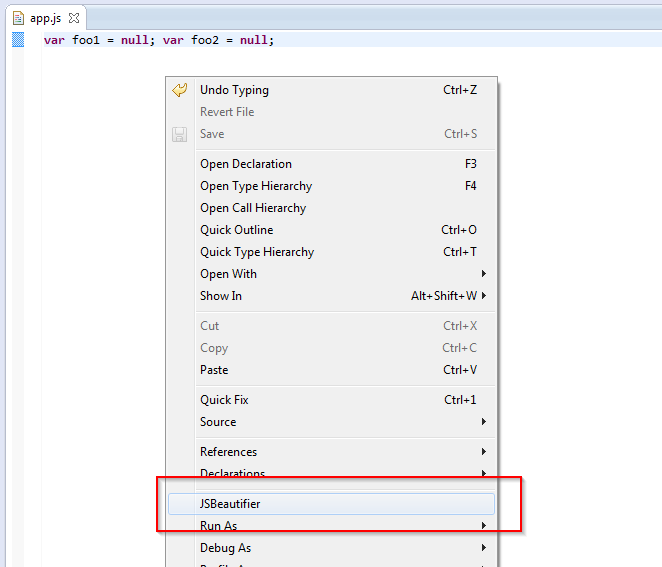 app.js
var foo1 = null; var foo2 = null;
Undo Typing Ctrl+Z
Revert File
Save Ctrl+S
Open Declaration F3
Open Type Hierarchy F4
Open Call Hierarchy
Quick Outline Ctrl+O
Quick Type Hierarchy Ctrl+T
Open With
Show In Alt+Shift+W
Cut Ctrl+X
Copy Ctrl+C
Paste Ctrl+V
Quick Fix Ctrl+1
Source
References
Declarations
JSBeautifier
Run As
Debug As